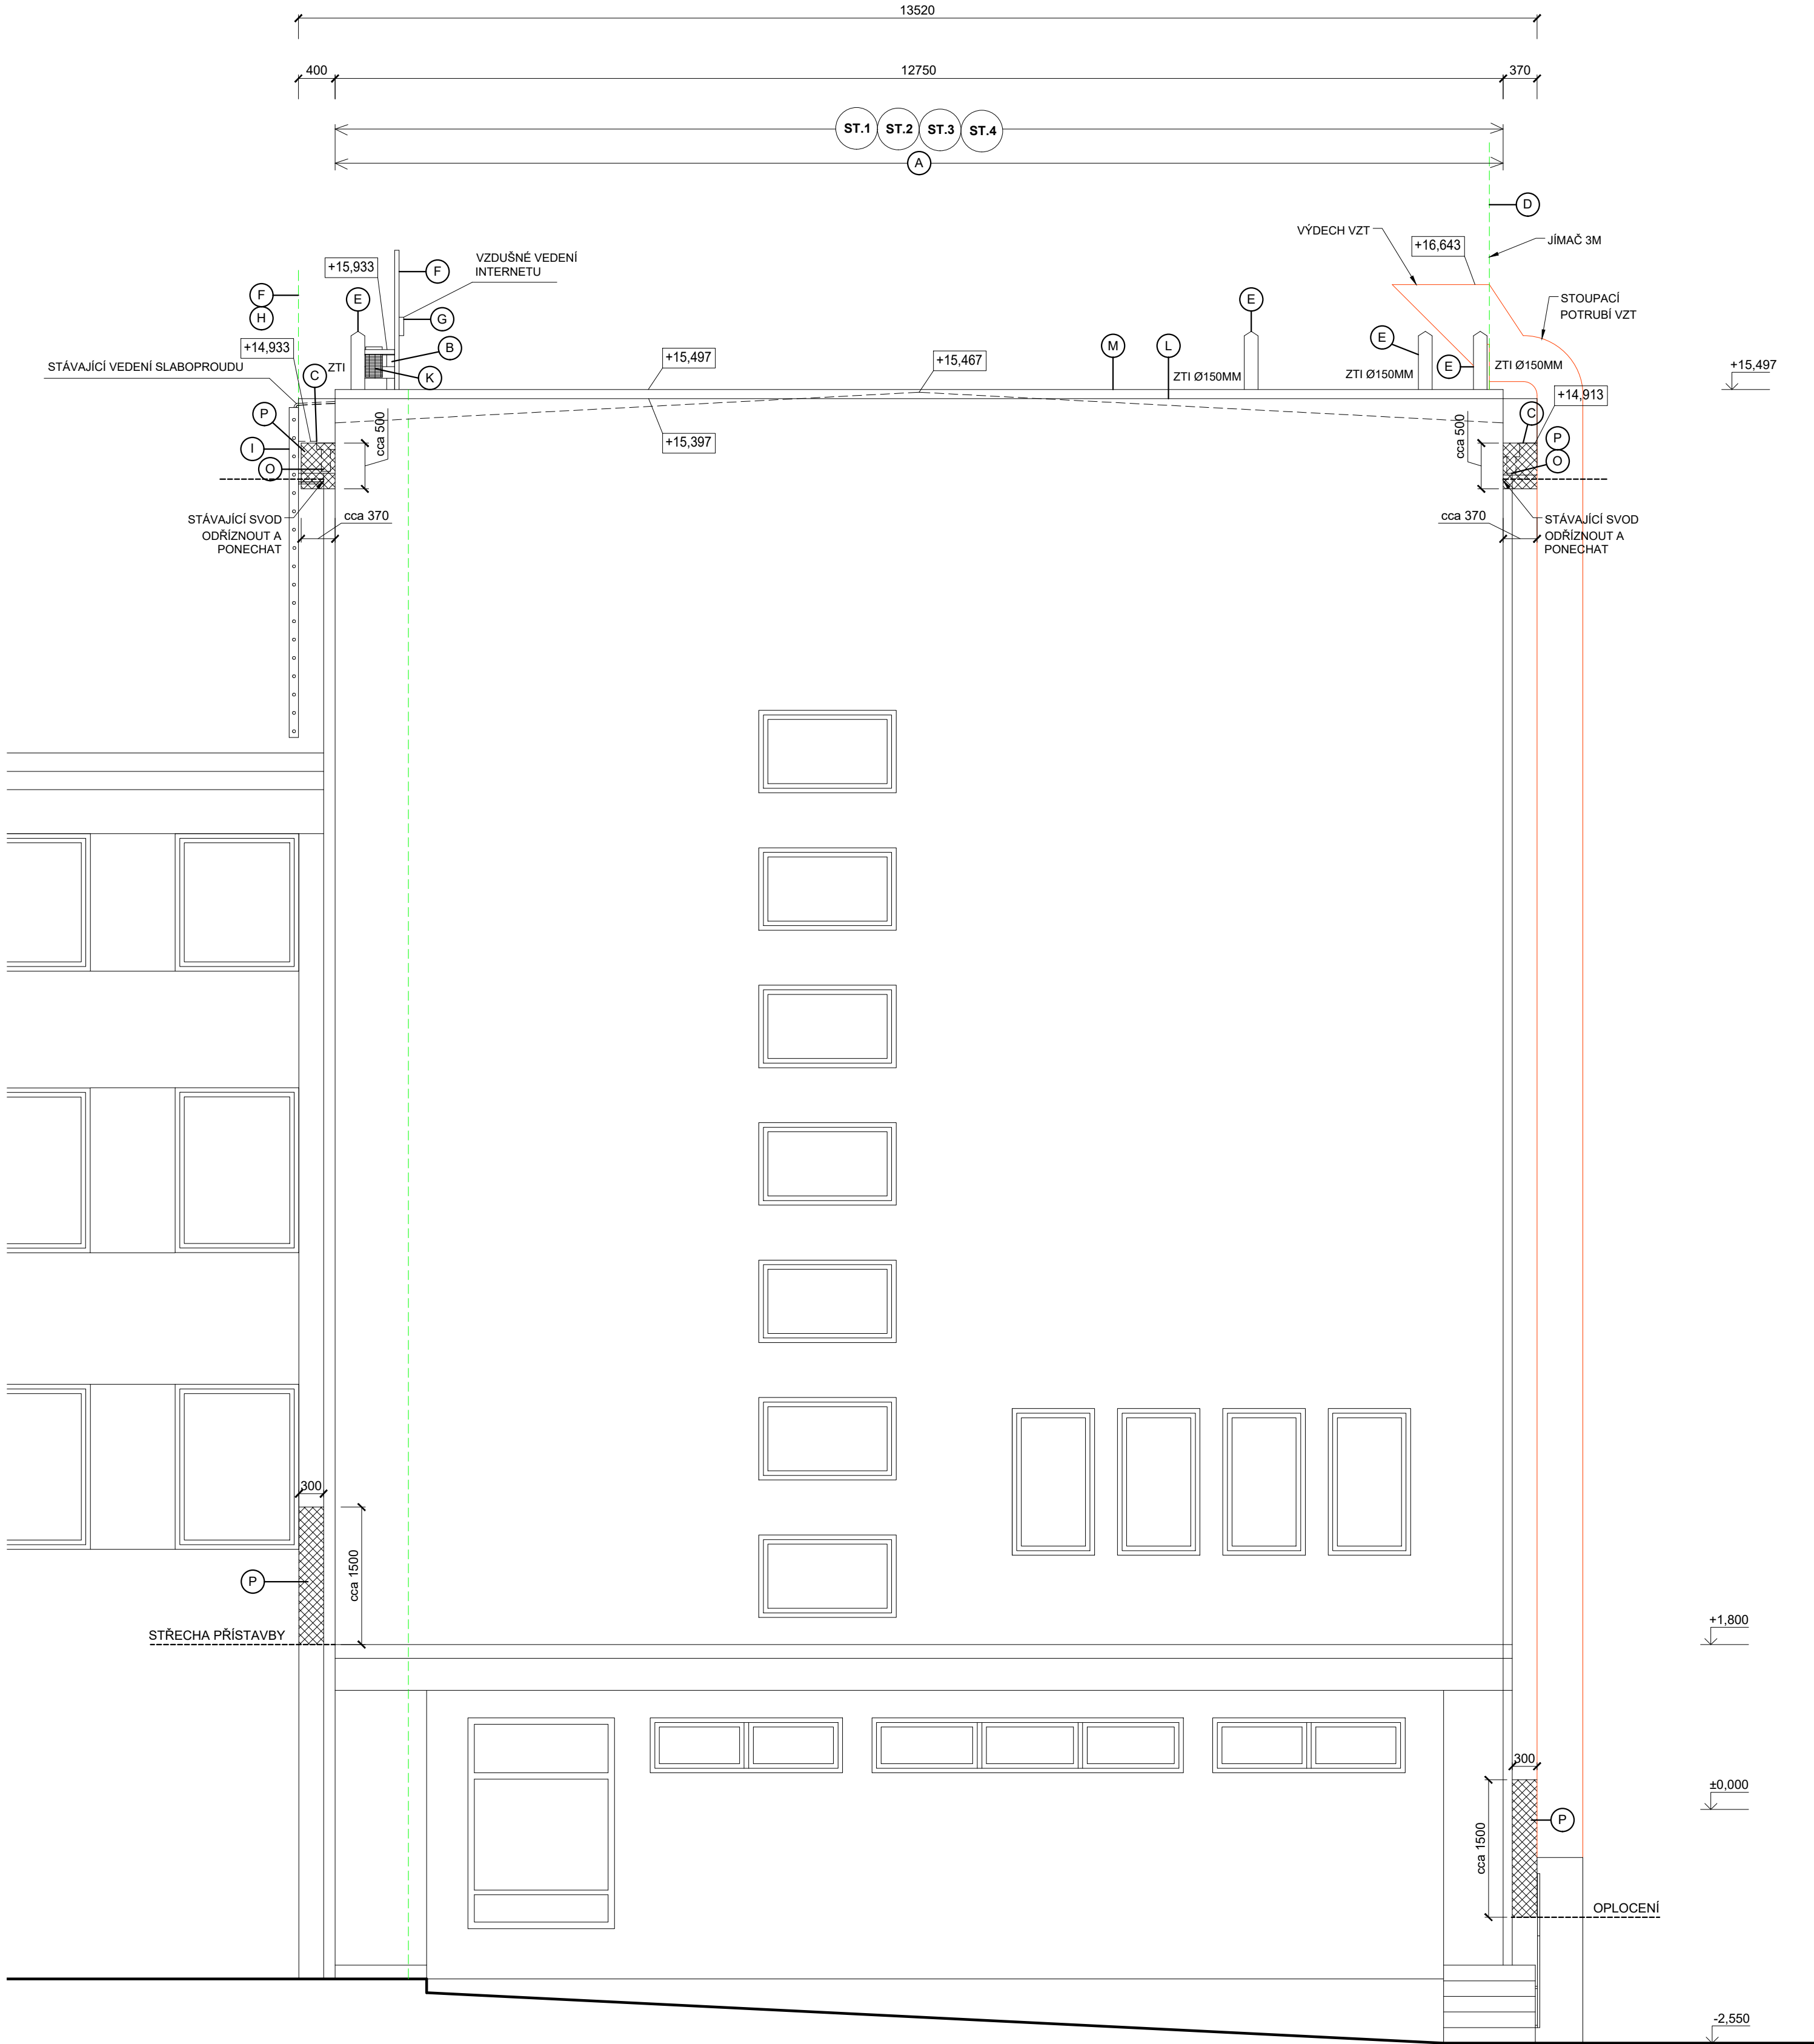 13520
400
12750
370
ST.1
ST.2
ST.3
ST.4
A
D
VÝDECH VZT
+16,643
JÍMAČ 3M
VZDUŠNÉ VEDENÍ
INTERNETU
+15,933
F
F
H
E
G
E
STOUPACÍ
POTRUBÍ VZT
+14,933
B
M
L
E
STÁVAJÍCÍ VEDENÍ SLABOPROUDU
C
ZTI
K
+15,497
+15,467
ZTI Ø150MM
ZTI Ø150MM
E
ZTI Ø150MM
+15,497
+14,913
P
I
O
cca 500
+15,397
cca 500
C
P
O
STÁVAJÍCÍ SVOD
ODŘÍZNOUT A
PONECHAT
cca 370
cca 370
STÁVAJÍCÍ SVOD
ODŘÍZNOUT A
PONECHAT
300
cca 1500
P
STŘECHA PŘÍSTAVBY
+1,800
300
±0,000
cca 1500
P
OPLOCENÍ
-2,550